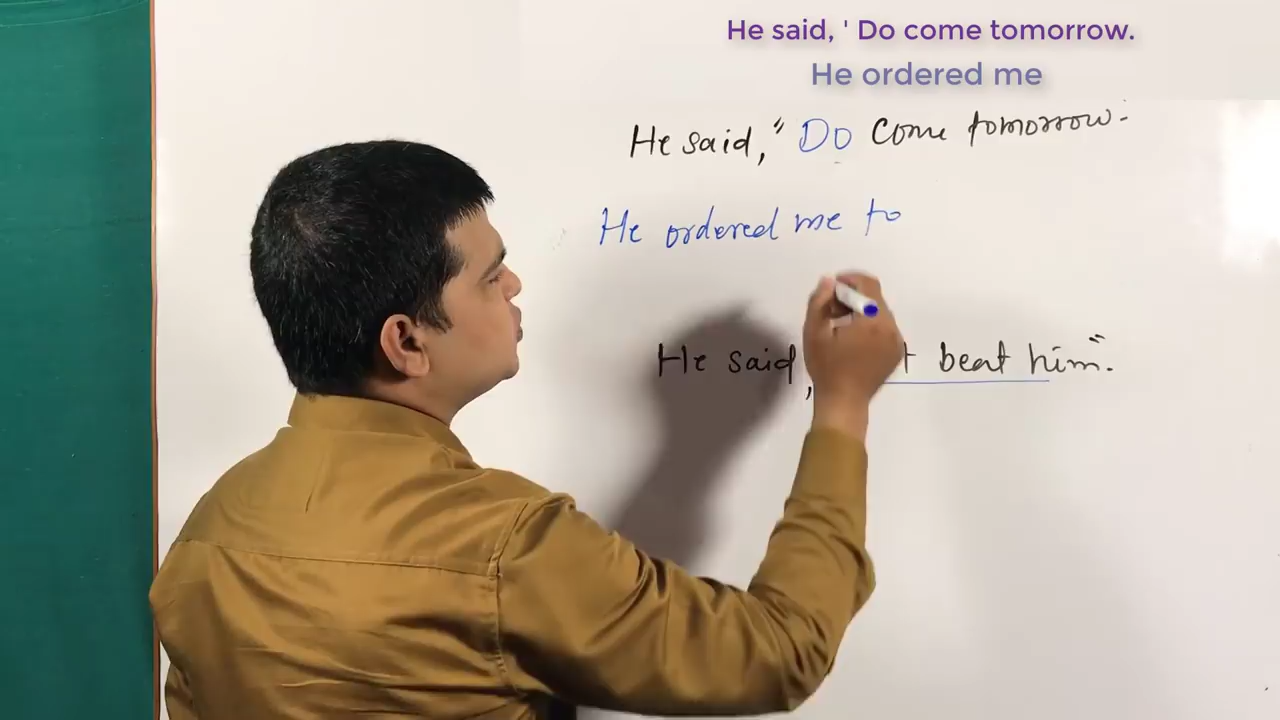 He said, ' Do come tomorrow.
He ordered me
He said, " Do come tomorrow.
He ordered me to
He said, beat him".